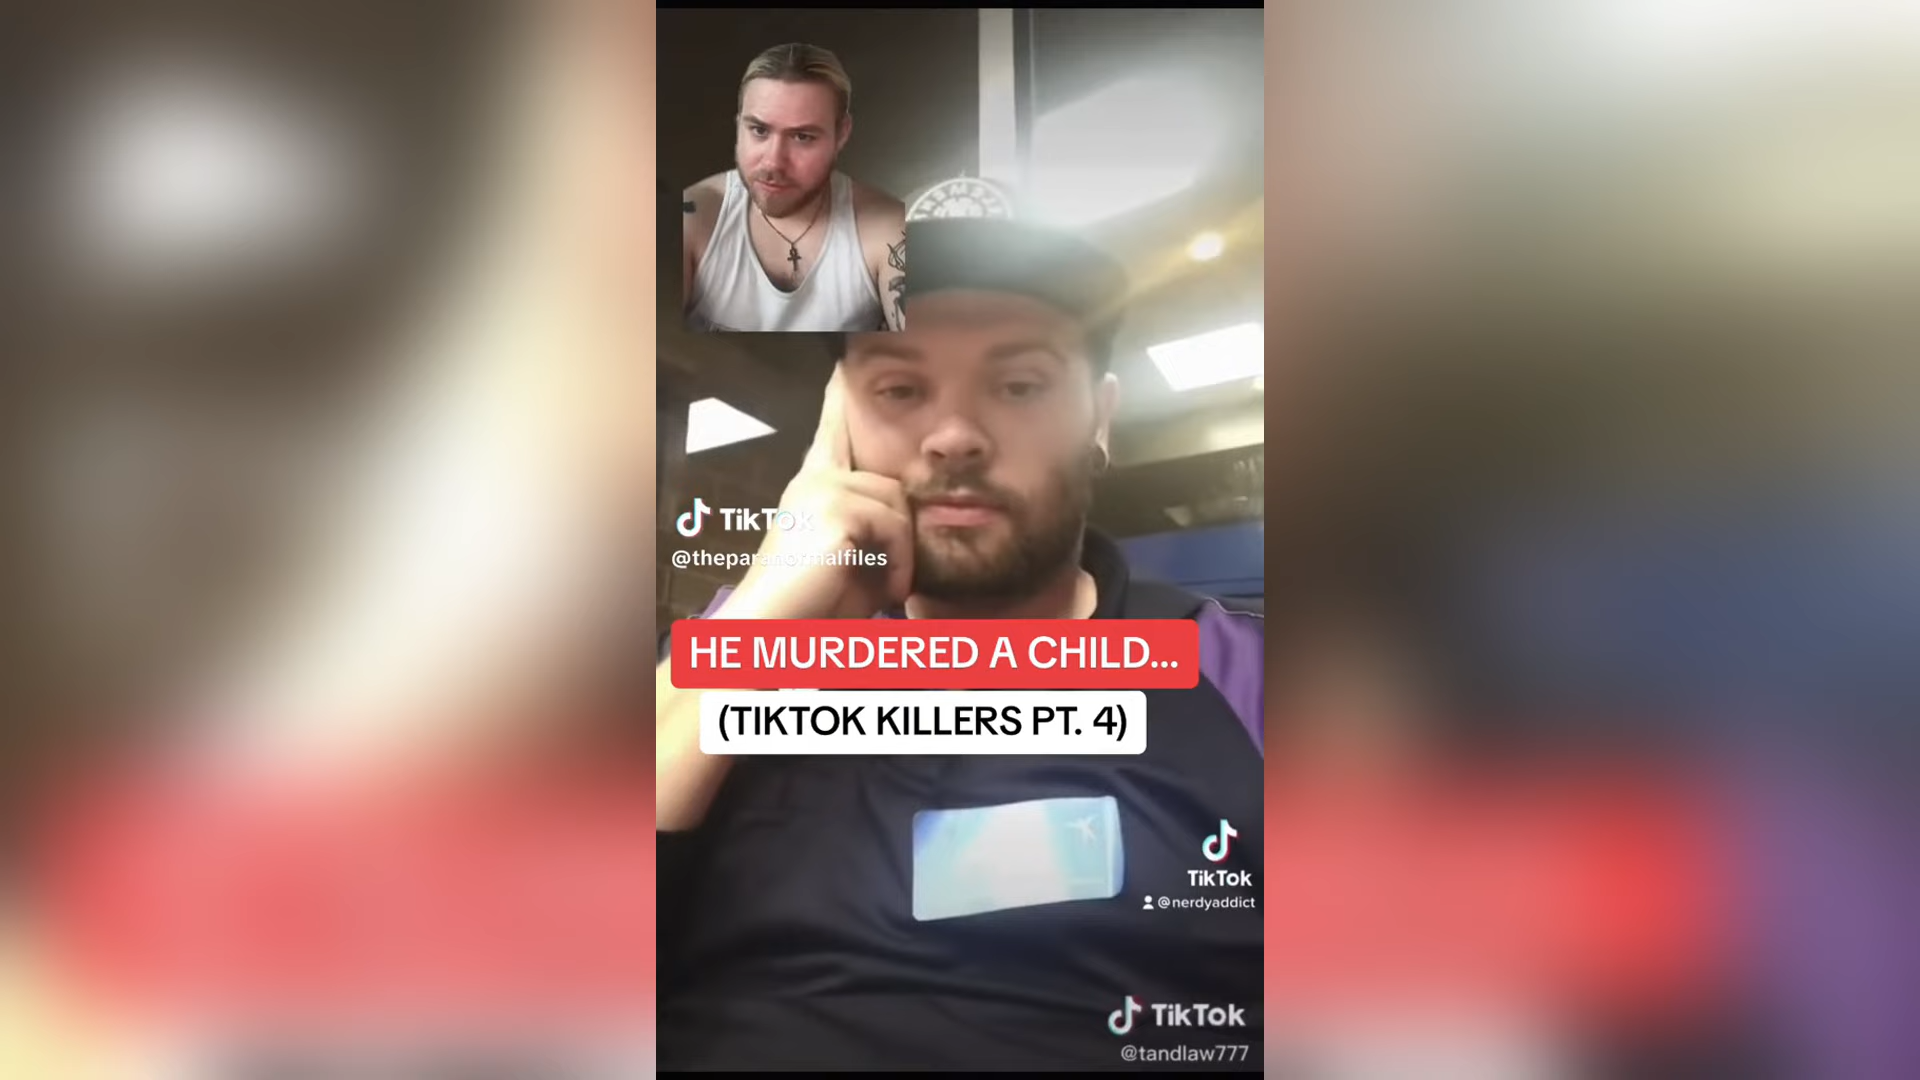 TikTok
@theparanormalfiles
HE MURDERED A CHILD...
(TIKTOK KILLERS PT. 4)
TikTok
@nerdyaddict
TikTok
@tandlaw777